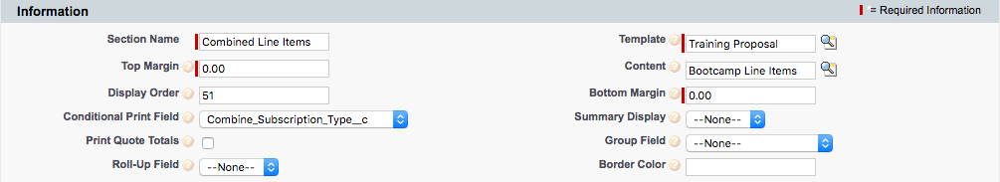 Information
= Required Information
Section Name Combined Line Items Template Training Proposal
Top Margin 0.00 Content Bootcamp Line Items
Display Order 51 Bottom Margin 0.00
Conditional Print Field Combine_Subscription_Type__c Summary Display --None--
Print Quote Totals Group Field --None--
Roll-Up Field --None-- Border Color